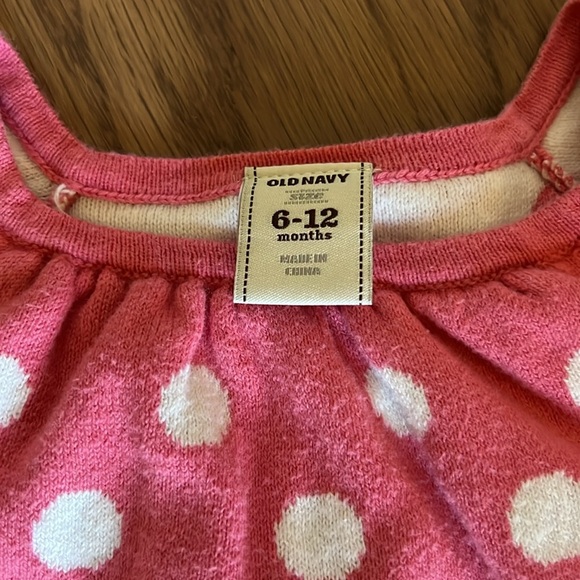 OLD NAVY
SIZE
6-12
months
MADE IN
CHINA